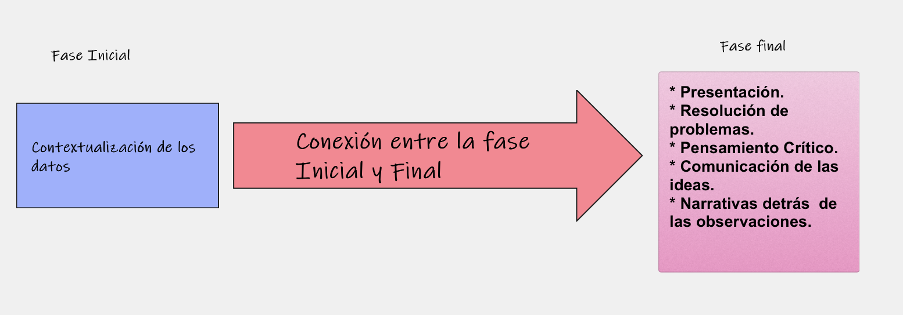 Fase Inicial
Contextualización de los
datos
Conexión entre la fase
Inicial y Final
Fase final
* Presentación.
* Resolución de
problemas.
* Pensamiento Crítico.
* Comunicación de las
ideas.
* Narrativas detrás de
las observaciones.